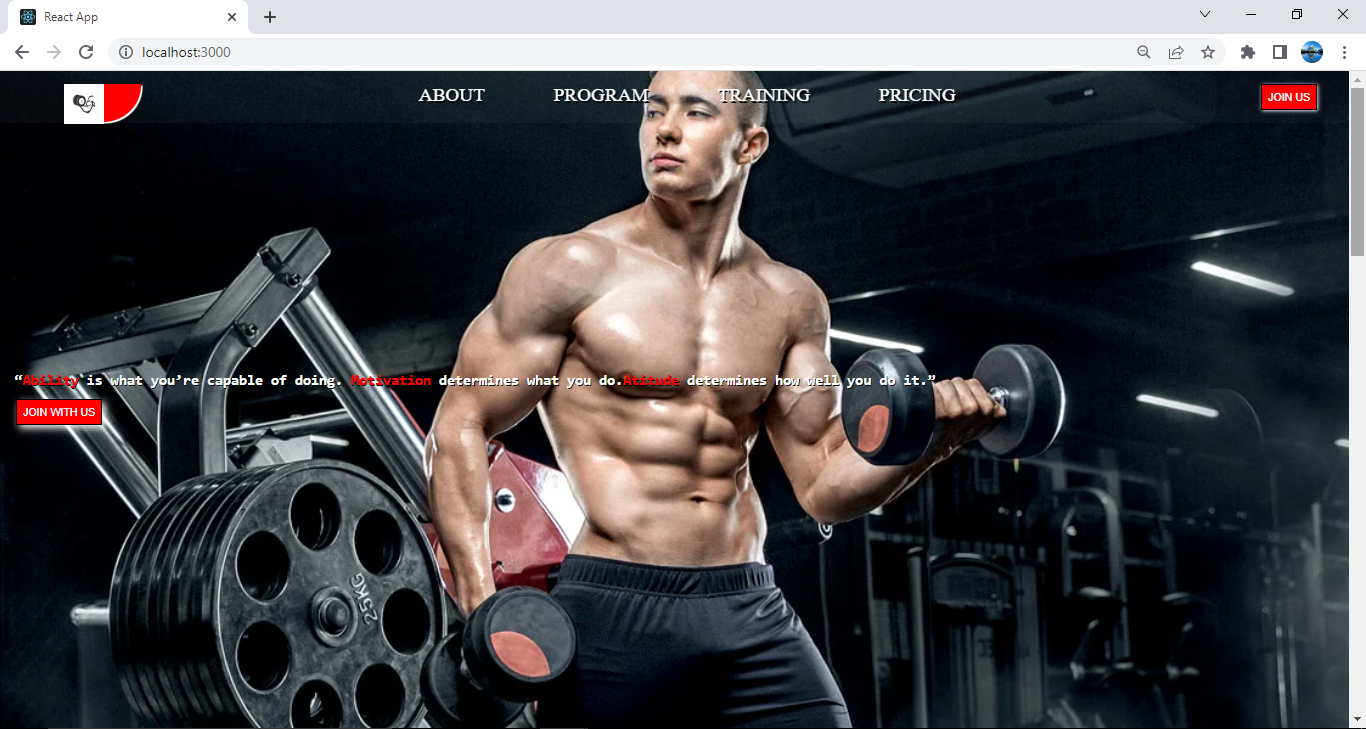 React App
localhost:3000
ABOUT PROGRAM TRAINING PRICING JOIN US
“Ability is what you’re capable of doing. Motivation determines what you do.Atitude determines how well you do it.”
JOIN WITH US
25KG